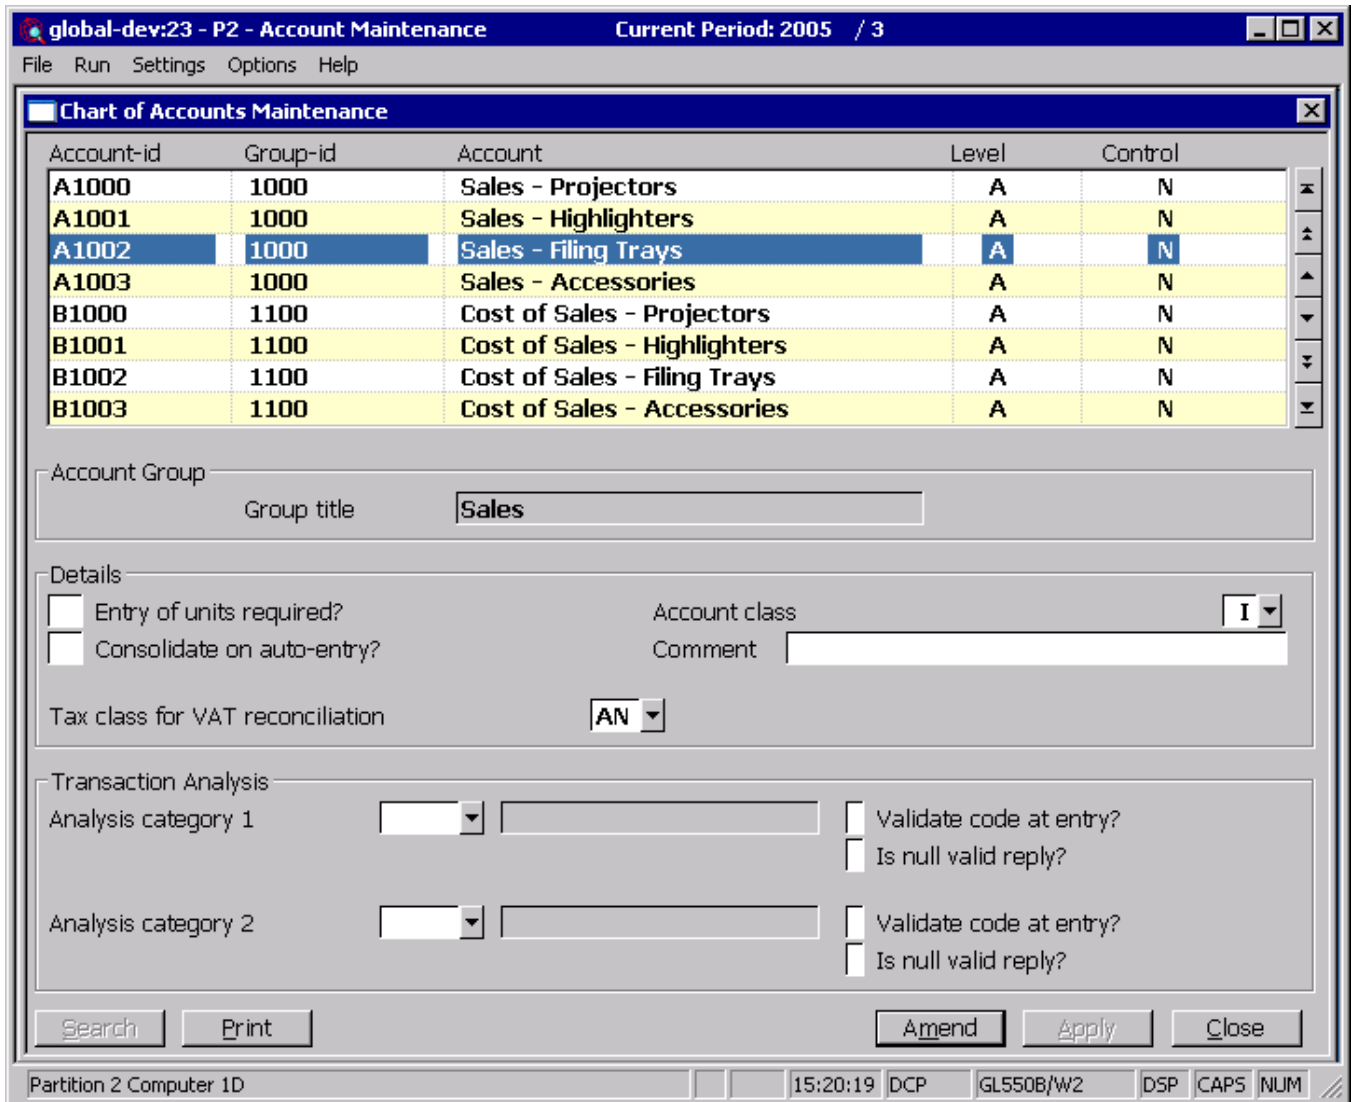 global-dev:23 - P2 - Account Maintenance Current Period: 2005 / 3
File Run Settings Options Help
Chart of Accounts Maintenance
Account-id Group-id Account Level Control
A1000 1000 Sales - Projectors A N
A1001 1000 Sales - Highlighters A N
A1002 1000 Sales - Filing Trays A N
A1003 1000 Sales - Accessories A N
B1000 1100 Cost of Sales - Projectors A N
B1001 1100 Cost of Sales - Highlighters A N
B1002 1100 Cost of Sales - Filing Trays A N
B1003 1100 Cost of Sales - Accessories A N
Account Group
Group title Sales
Details
Entry of units required? Account class I
Consolidate on auto-entry? Comment
Tax class for VAT reconciliation AN
Transaction Analysis
Analysis category 1 Validate code at entry?
Is null valid reply?
Analysis category 2 Validate code at entry?
Is null valid reply?
Search Print Amend Apply Close
Partition 2 Computer 1D 15:20:19 DCP GL550B/W2 DSP CAPS NUM